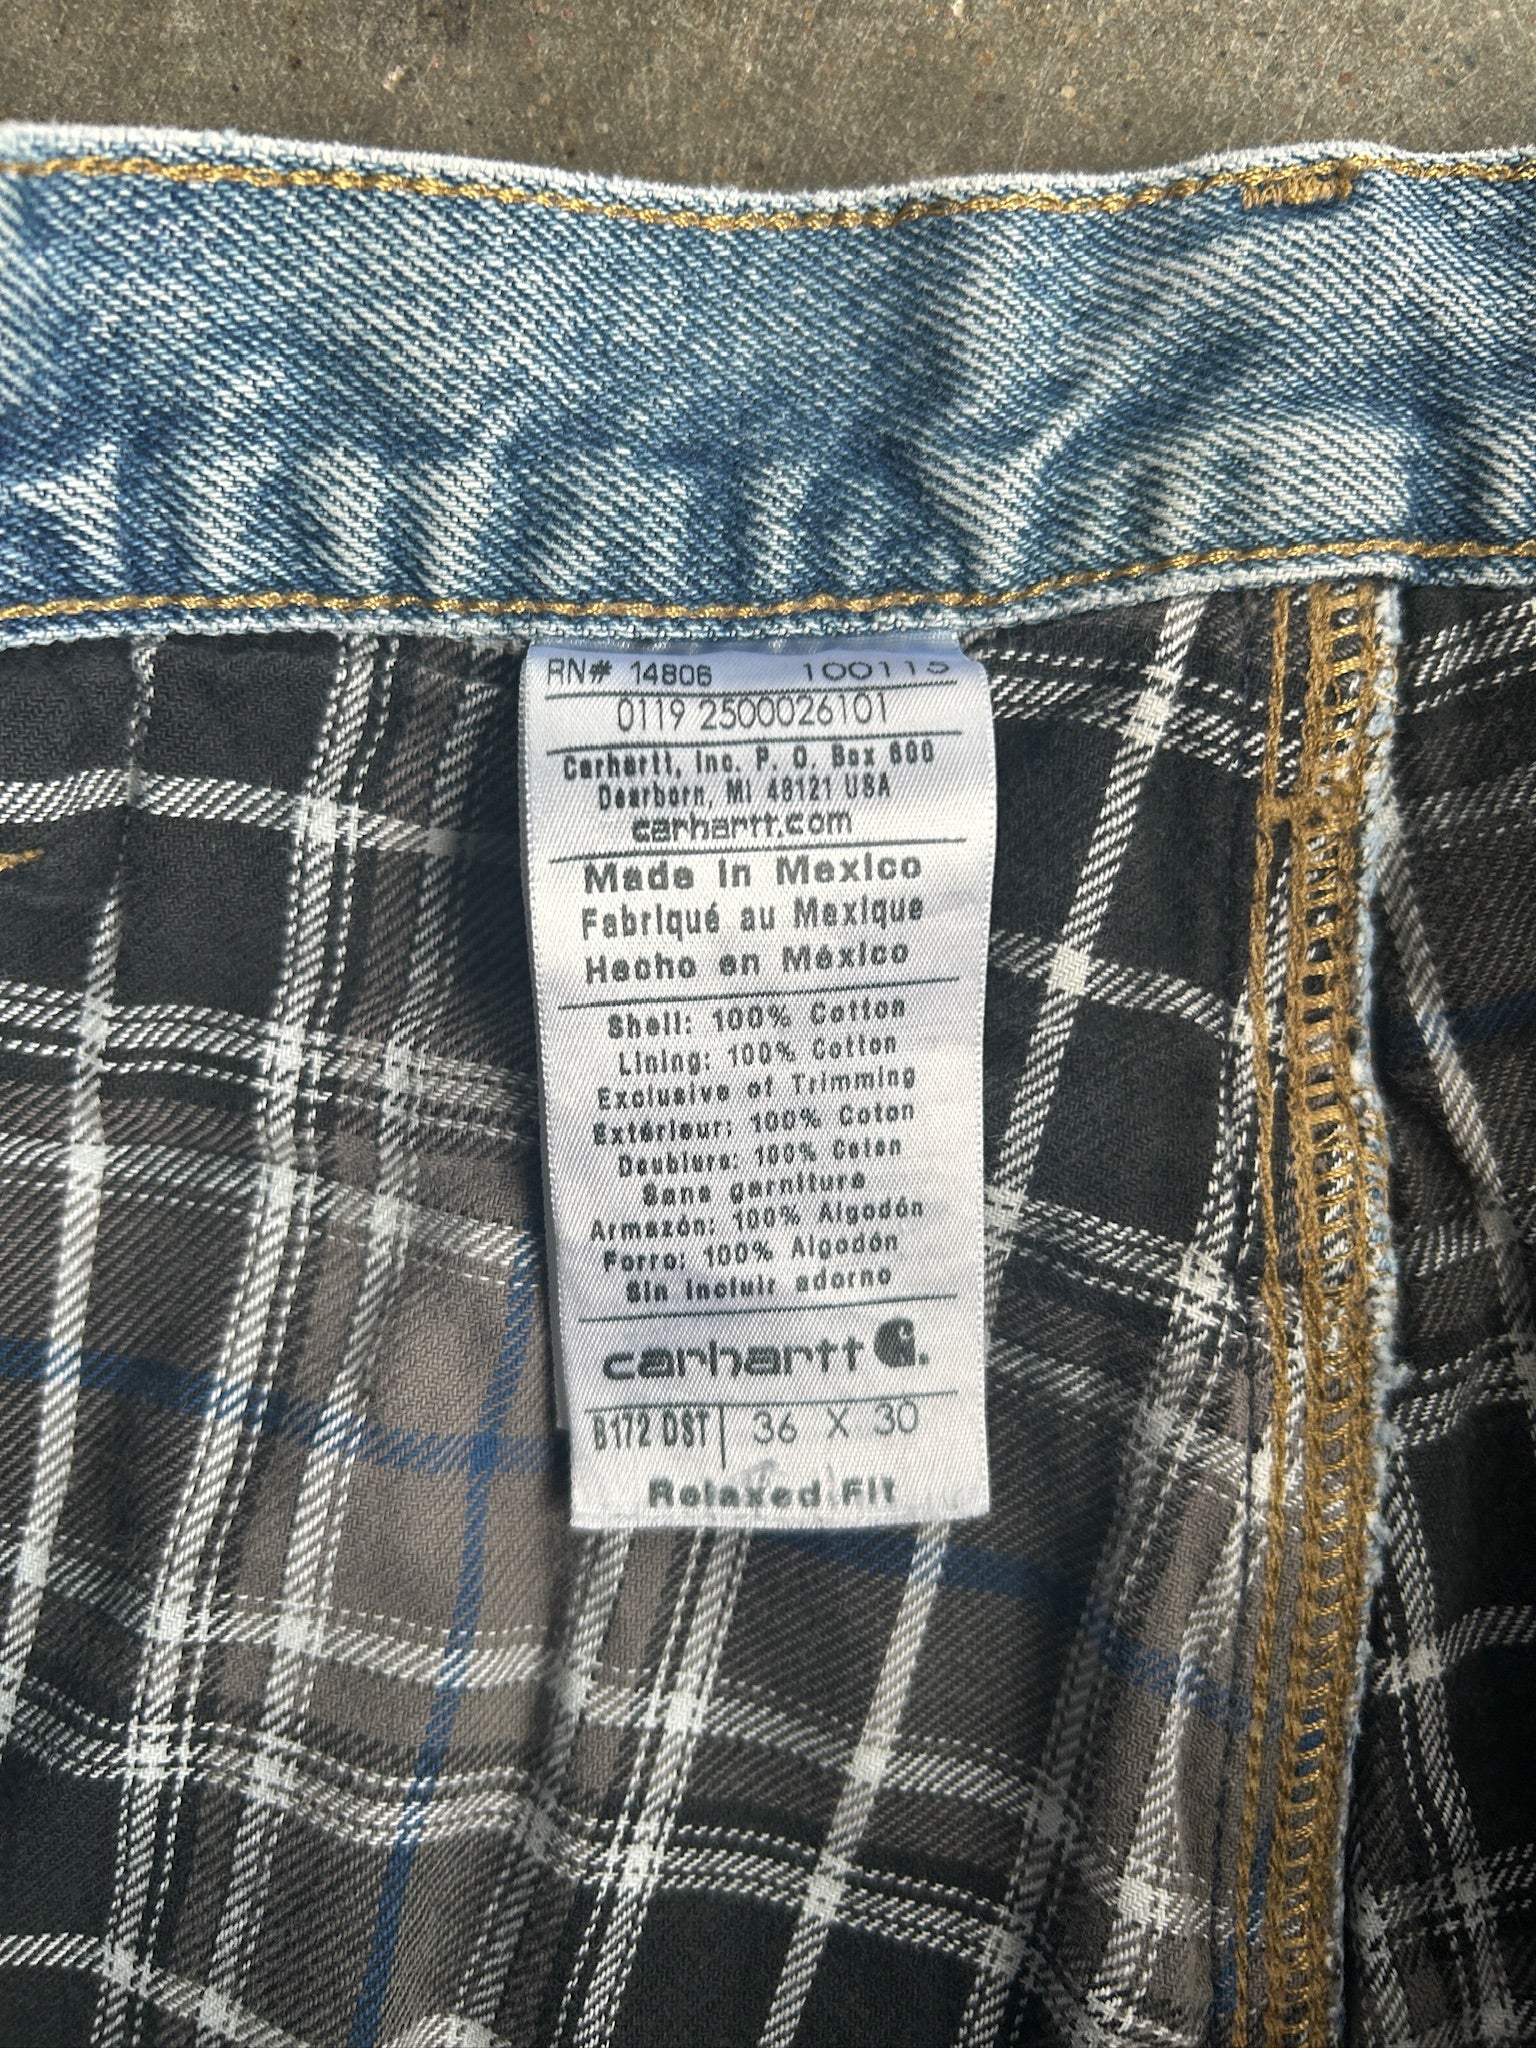 RN# 14806 100115
0119 2500026101
Carhartt, Inc. P. O. Box 600
Dearborn, MI 48121 USA
carhartt.com
Made in Mexico
Fabriqué au Mexique
Hecho en México
Shell: 100% Cotton
Lining: 100% Cotton
Exclusive of Trimming
Extérieur: 100% Coton
Doublure: 100% Coton
Sans garniture
Armazón: 100% Algodón
Forro: 100% Algodón
Sin incluir adorno
carhartt
B172 DST 36 X 30
Relaxed Fit